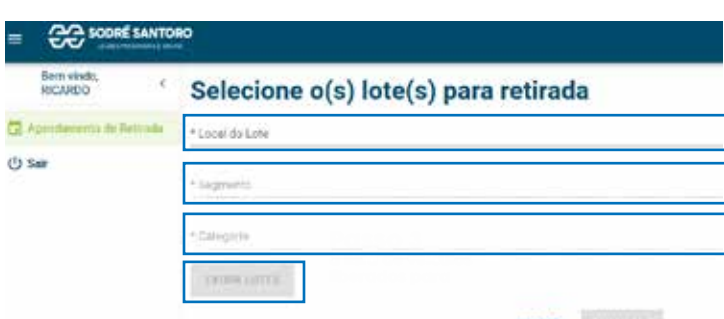 SODRÉ SANTORO
Bem vindo,
RICARDO
Selecione o(s) lote(s) para retirada
Agendamento de Retirada
* Local do Lote
Sair
* Segmento
* Categoria
EXIBIR LOTES